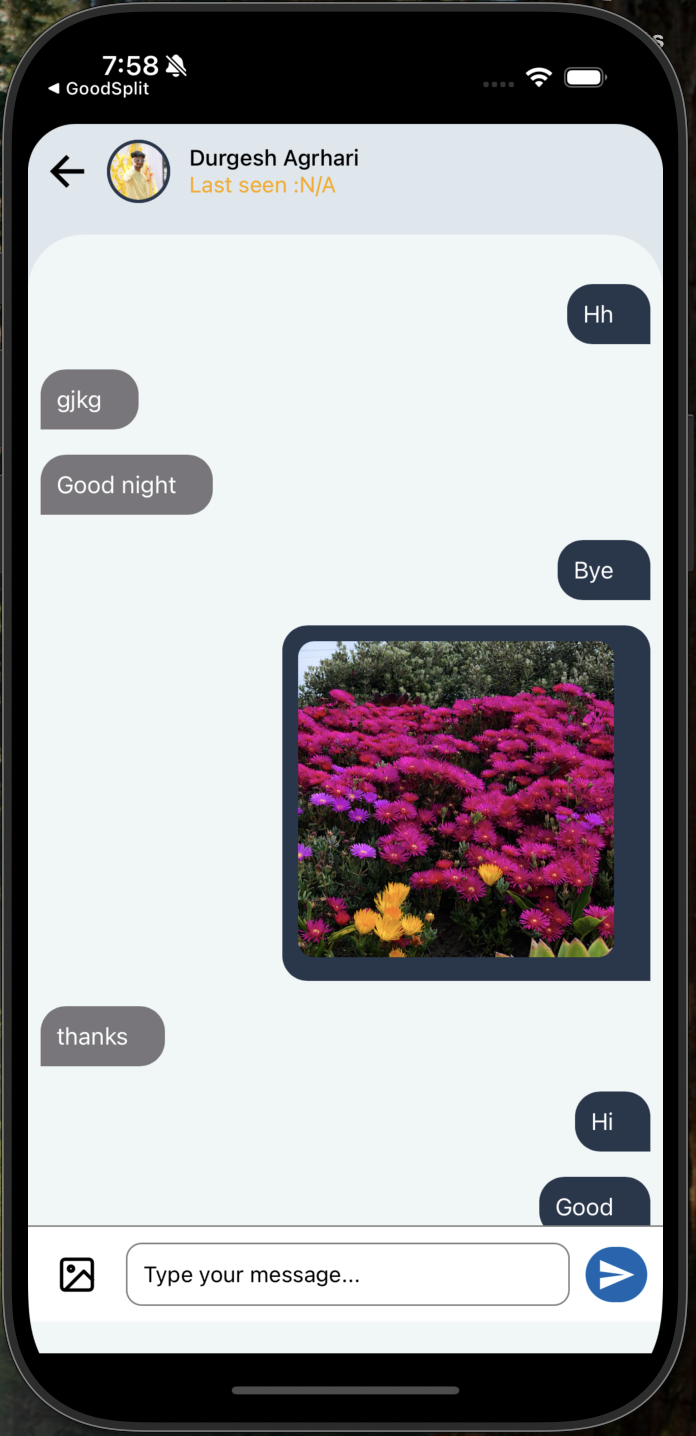 7:58
◀ GoodSplit
Durgesh Agrhari
Last seen :N/A
Hh
gjkg
Good night
Bye
thanks
Hi
Good
Type your message...